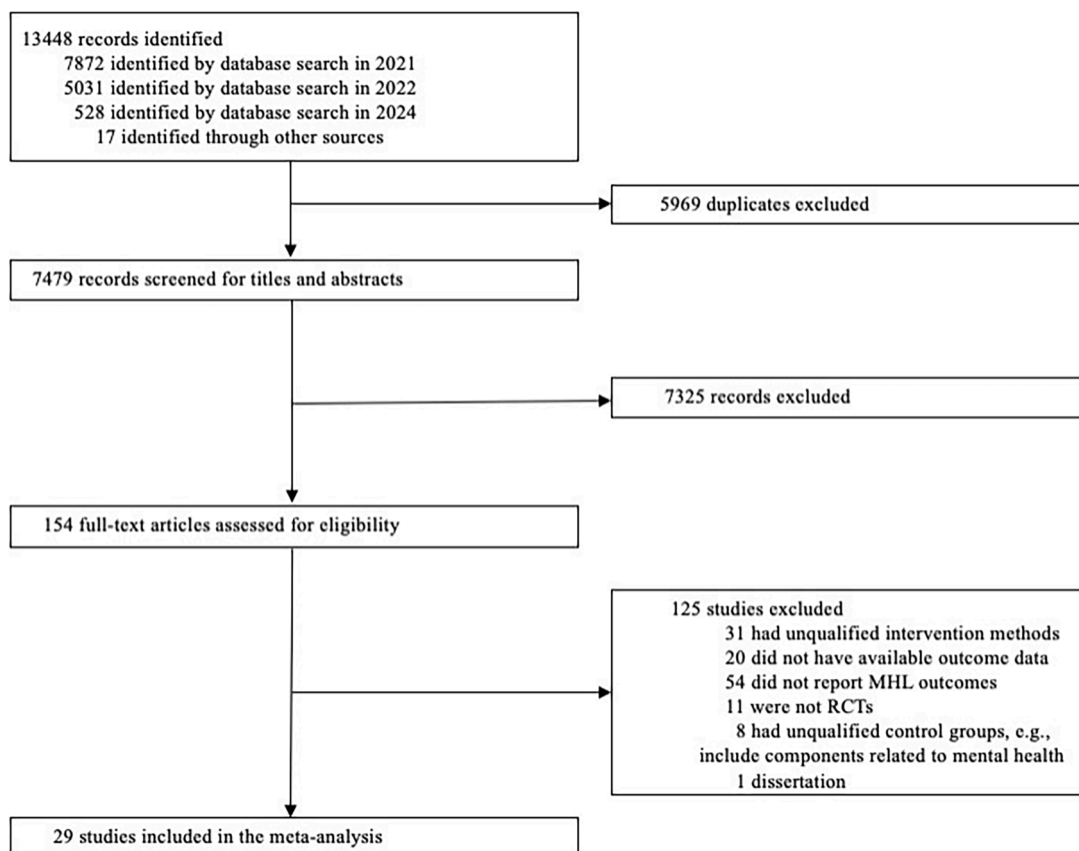 13448 records identified
7872 identified by database search in 2021
5031 identified by database search in 2022
528 identified by database search in 2024
17 identified through other sources
5969 duplicates excluded
7479 records screened for titles and abstracts
7325 records excluded
154 full-text articles assessed for eligibility
125 studies excluded
31 had unqualified intervention methods
20 did not have available outcome data
54 did not report MHL outcomes
11 were not RCTs
8 had unqualified control groups, e.g.,
include components related to mental health
1 dissertation
29 studies included in the meta-analysis